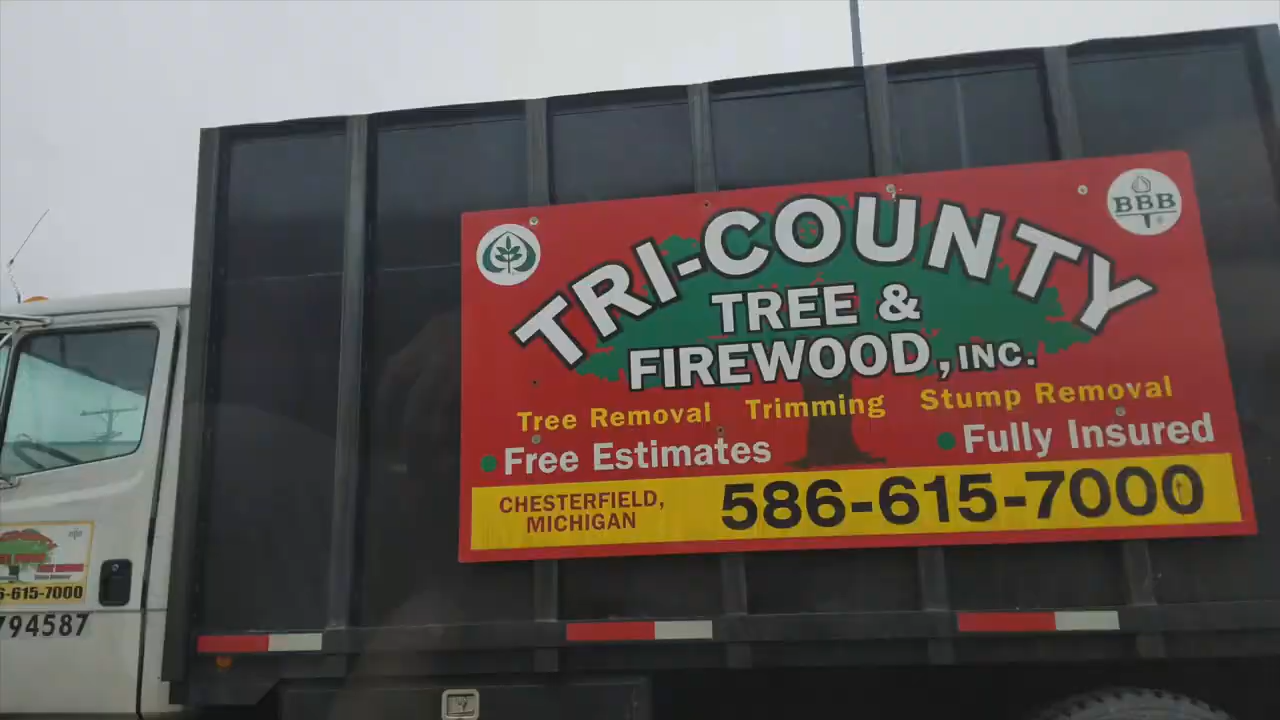 TRI-COUNTY
TREE &
FIREWOOD, INC.
BBB
Tree Removal Trimming Stump Removal
Free Estimates
Fully Insured
CHESTERFIELD,
MICHIGAN
586-615-7000
6-615-7000
794587